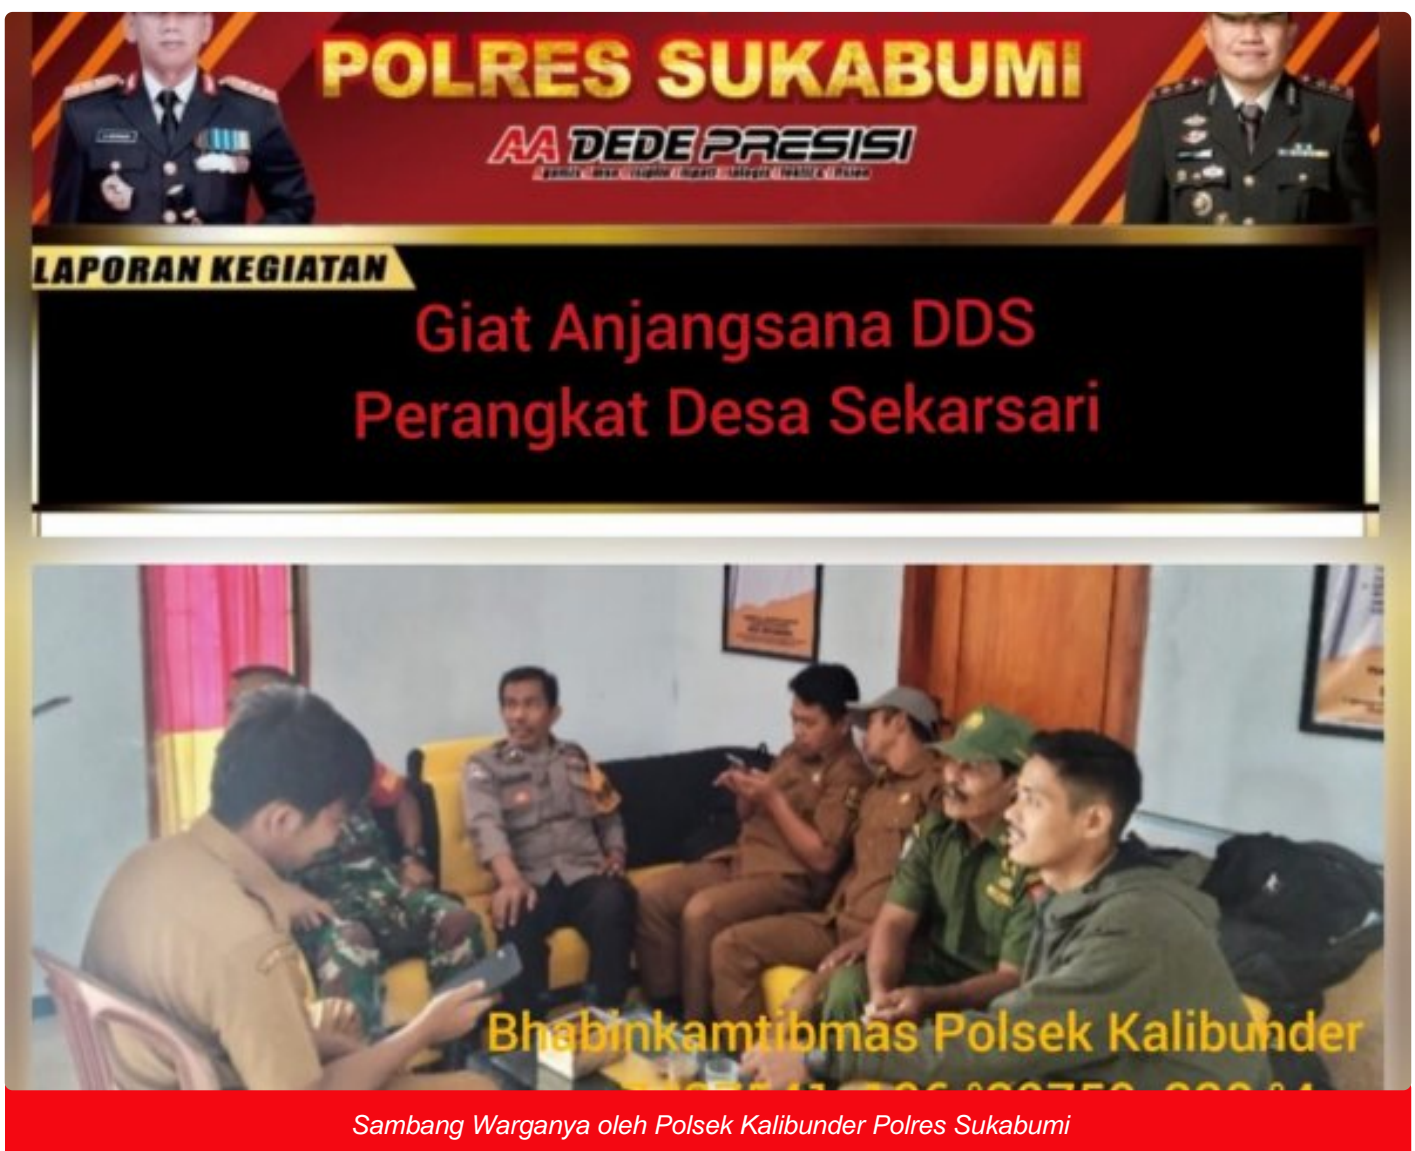 POLRES SUKABUMI
AA DEDE PRESISI
LAPORAN KEGIATAN
Giat Anjangsana DDS
Perangkat Desa Sekarsari
Bhabinkamtibmas Polsek Kalibunder
Sambang Warganya oleh Polsek Kalibunder Polres Sukabumi